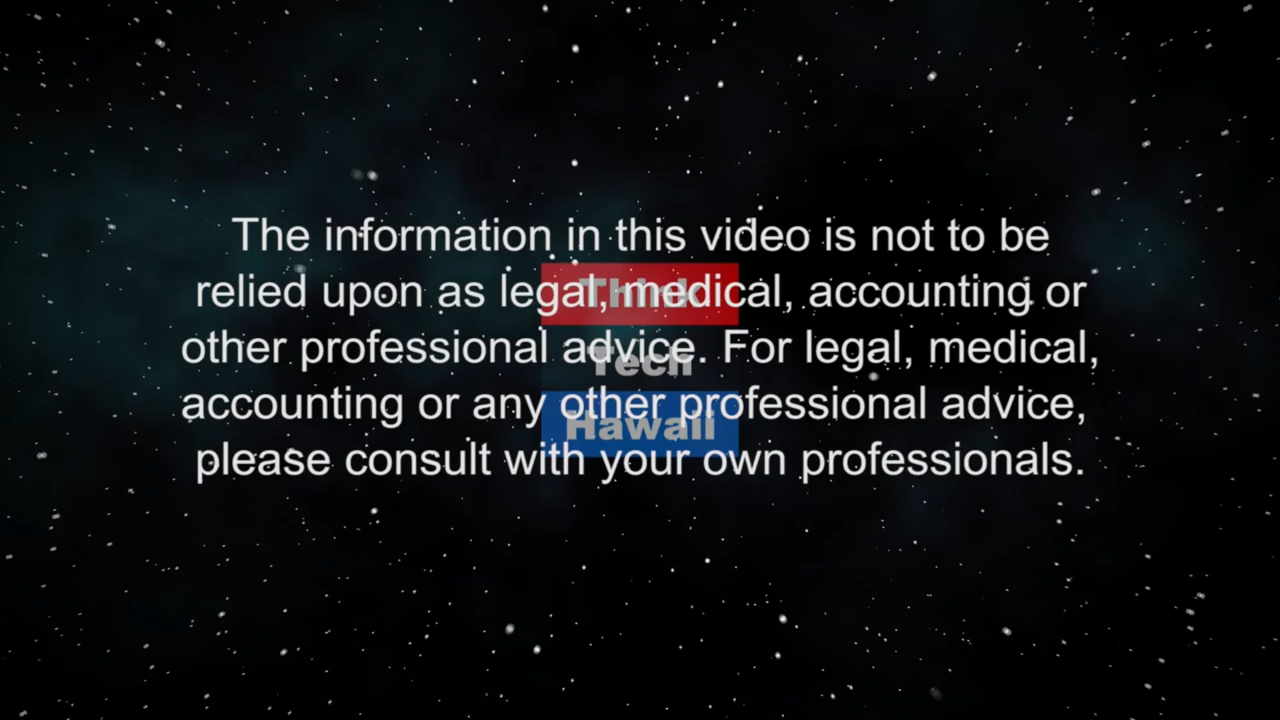 The information in this video is not to be
relied upon as legal, medical, accounting or
other professional advice. For legal, medical,
accounting or any other professional advice,
please consult with your own professionals.
Think
Tech
Hawaii